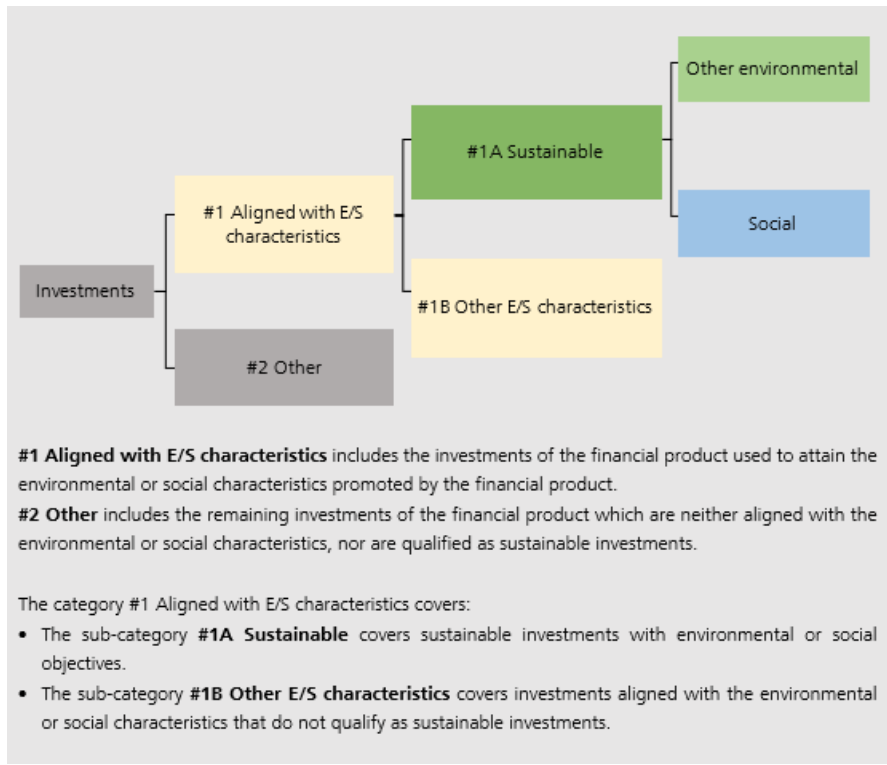 Other environmental
#1A Sustainable
#1 Aligned with E/S
characteristics
Social
Investments
#1B Other E/S characteristics
#2 Other
#1 Aligned with E/S characteristics includes the investments of the financial product used to attain the
environmental or social characteristics promoted by the financial product.
#2 Other includes the remaining investments of the financial product which are neither aligned with the
environmental or social characteristics, nor are qualified as sustainable investments.
The category #1 Aligned with E/S characteristics covers:
• The sub-category #1A Sustainable covers sustainable investments with environmental or social
objectives.
• The sub-category #1B Other E/S characteristics covers investments aligned with the environmental
or social characteristics that do not qualify as sustainable investments.